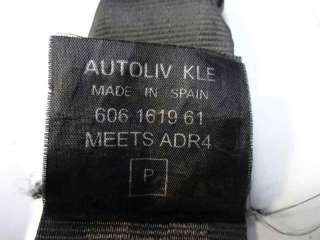 AUTOLIV KLE
MADE IN SPAIN
606 1619 61
MEETS ADR4
P